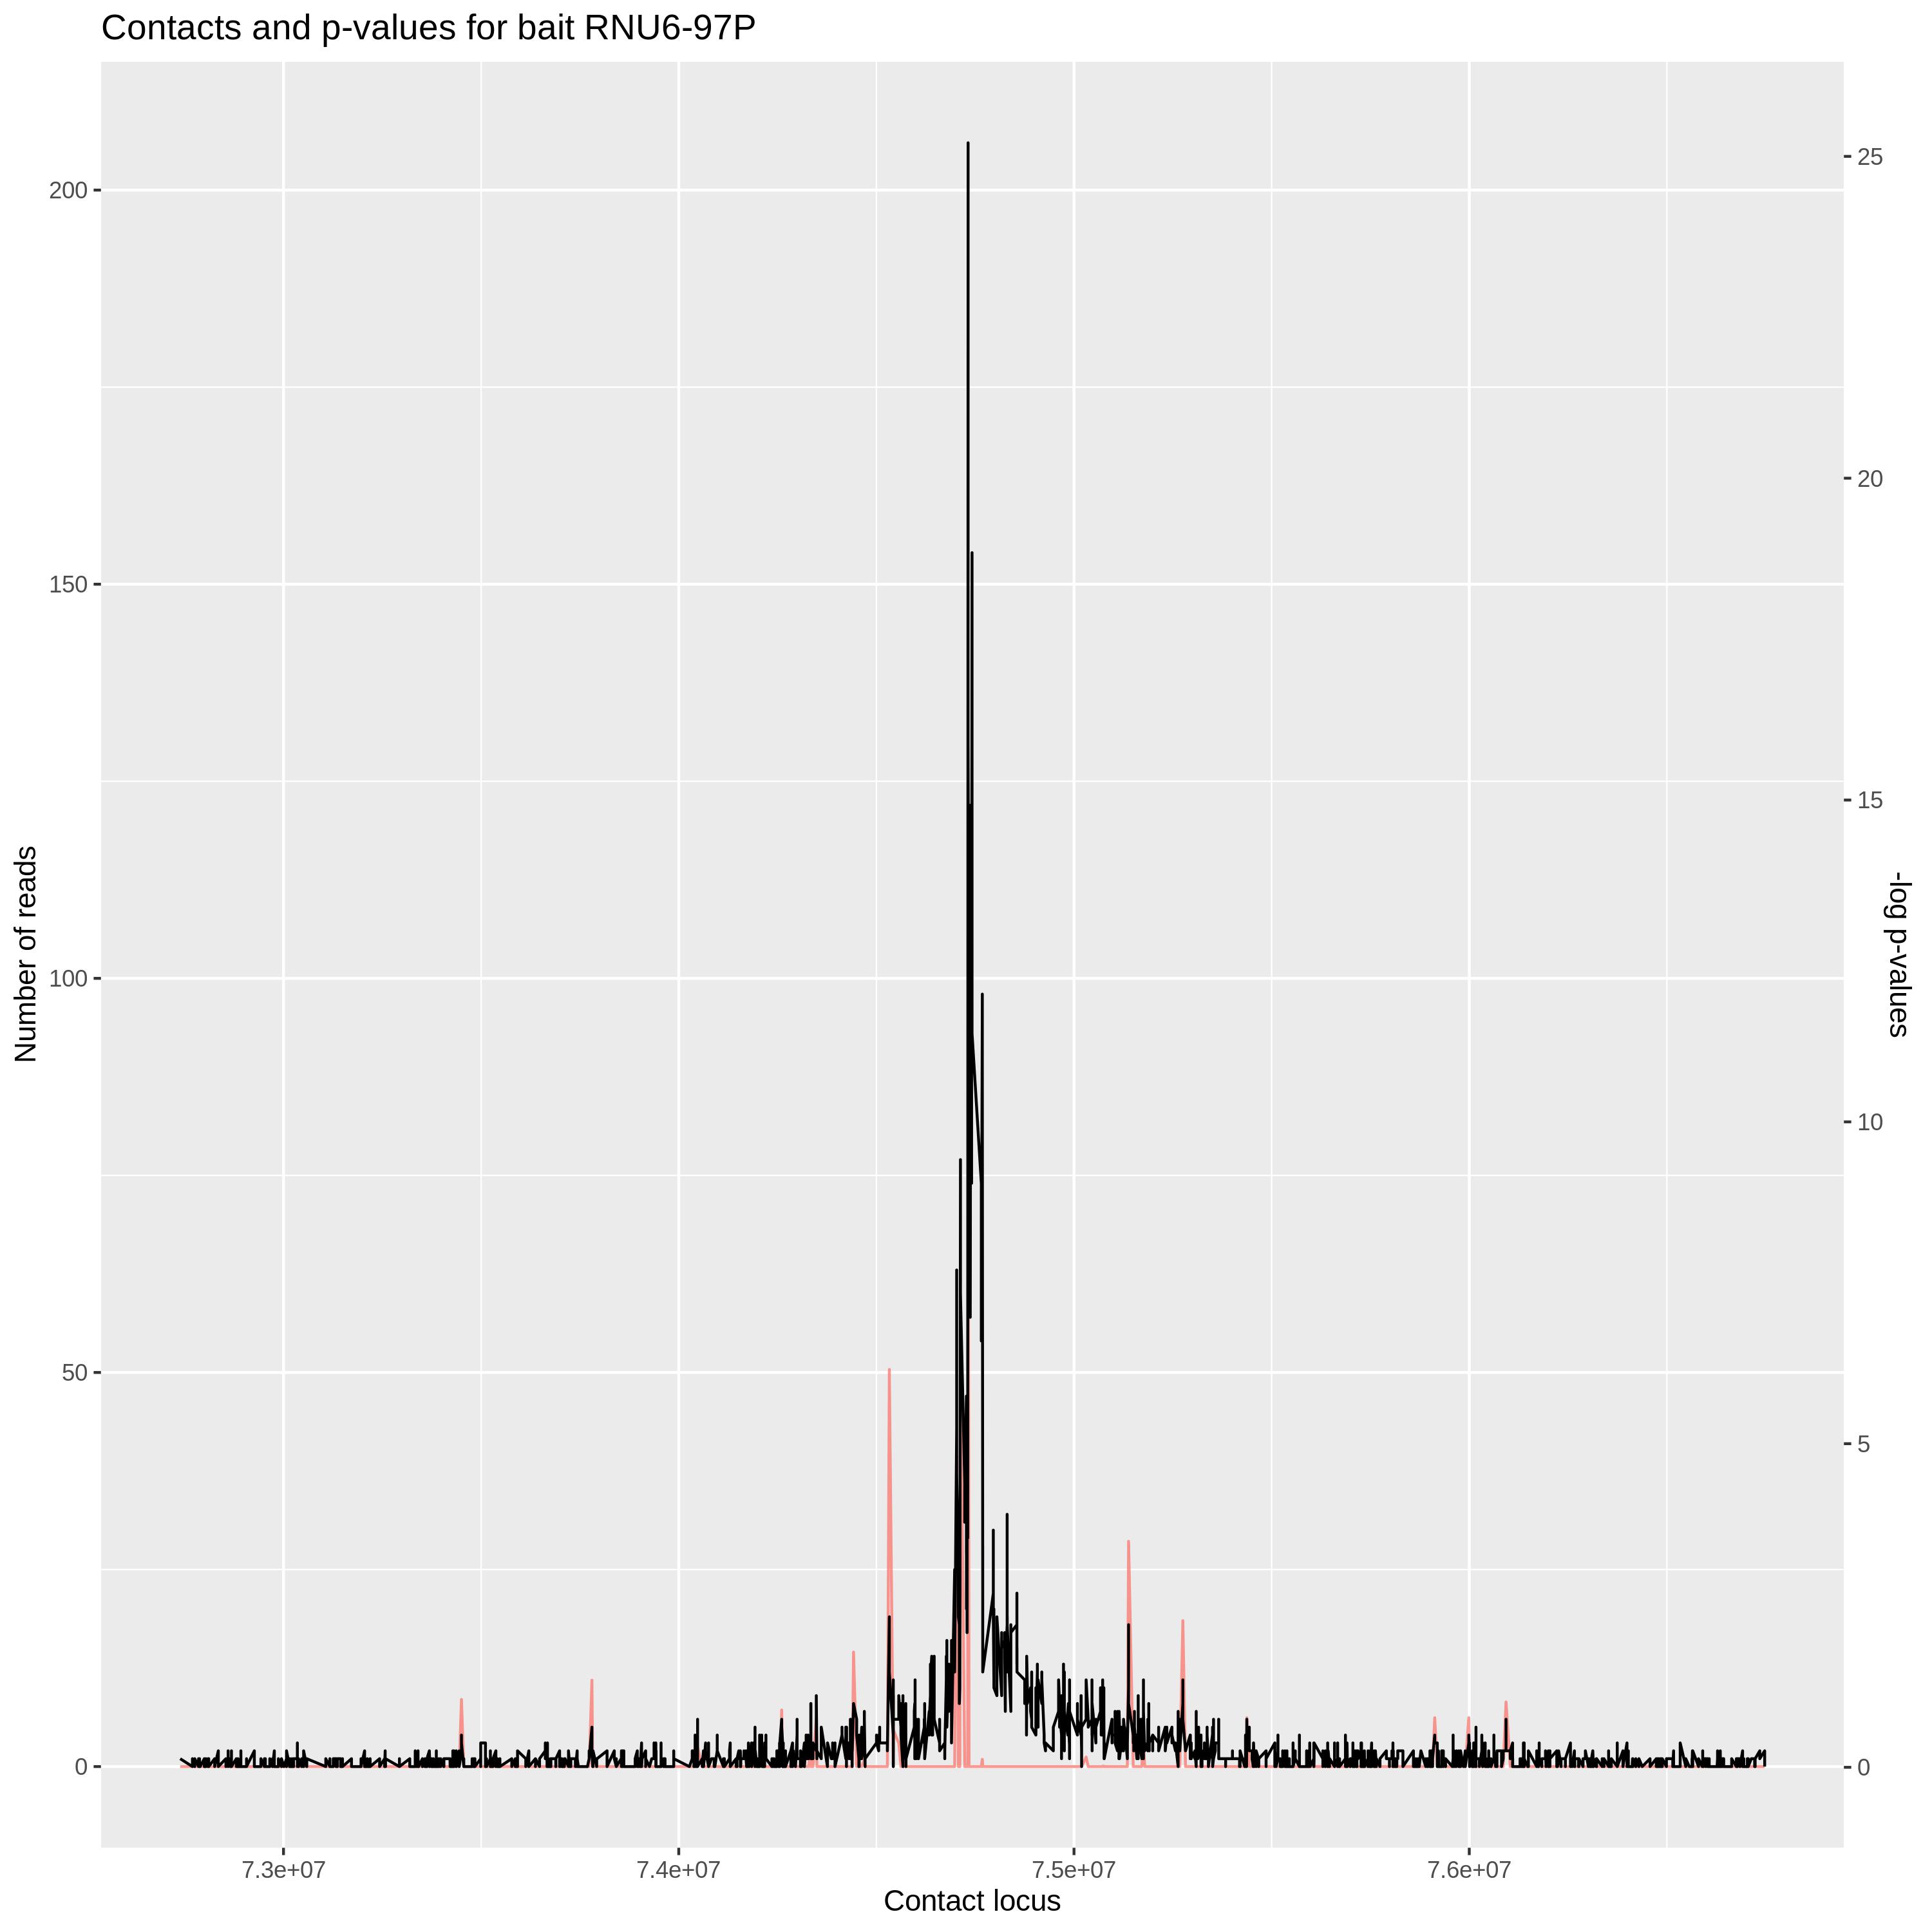 Contacts and p-values for bait RNU6-97P
200
150
100
50
0
25
20
15
10
5
0
Number of reads
-log p-values
7.3e+07
7.4e+07
7.5e+07
7.6e+07
Contact locus